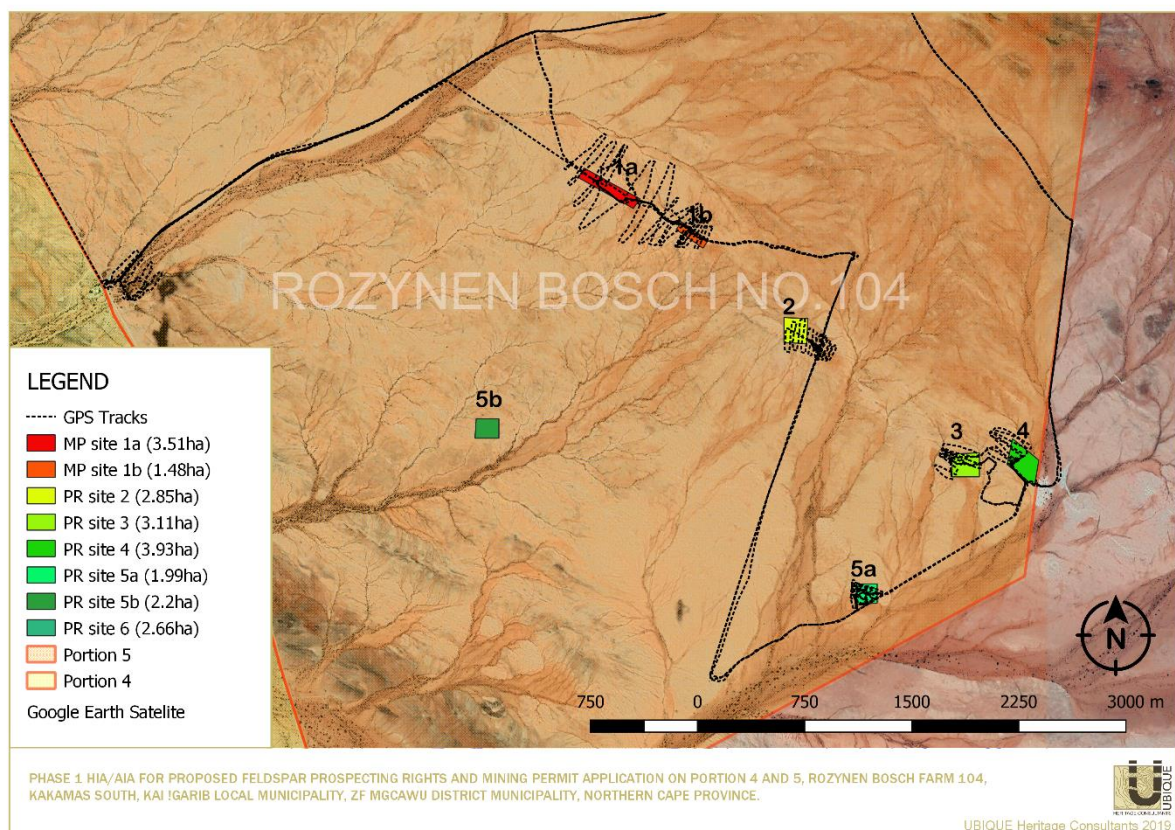 1a
1b
ROZYNEN BOSCH NO.104
2
5b
3
4
5a
N
LEGEND
GPS Tracks
MP site 1a (3.51ha)
MP site 1b (1.48ha)
PR site 2 (2.85ha)
PR site 3 (3.11ha)
PR site 4 (3.93ha)
PR site 5a (1.99ha)
PR site 5b (2.2ha)
PR site 6 (2.66ha)
Portion 5
Portion 4
Google Earth Satelite
750 0 750 1500 2250 3000 m
PHASE 1 HIA/AIA FOR PROPOSED FELDSPAR PROSPECTING RIGHTS AND MINING PERMIT APPLICATION ON PORTION 4 AND 5, ROZYNEN BOSCH FARM 104,
KAKAMAS SOUTH, KAI !GARIB LOCAL MUNICIPALITY, ZF MGCAWU DISTRICT MUNICIPALITY, NORTHERN CAPE PROVINCE.
UBIQUE
HERITAGE CONSULTANTS
UBIQUE Heritage Consultants 2019